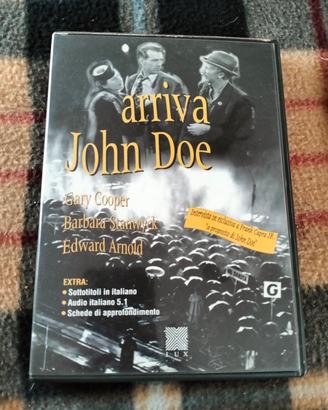 arriva
John Doe
Gary Cooper
Barbara Stanwyck
Edward Arnold
Intervista in esclusiva a Frank Capra JR.
"a proposito di John Doe"
EXTRA:
• Sottotitoli in italiano
• Audio italiano 5.1
• Schede di approfondimento
G
LUX